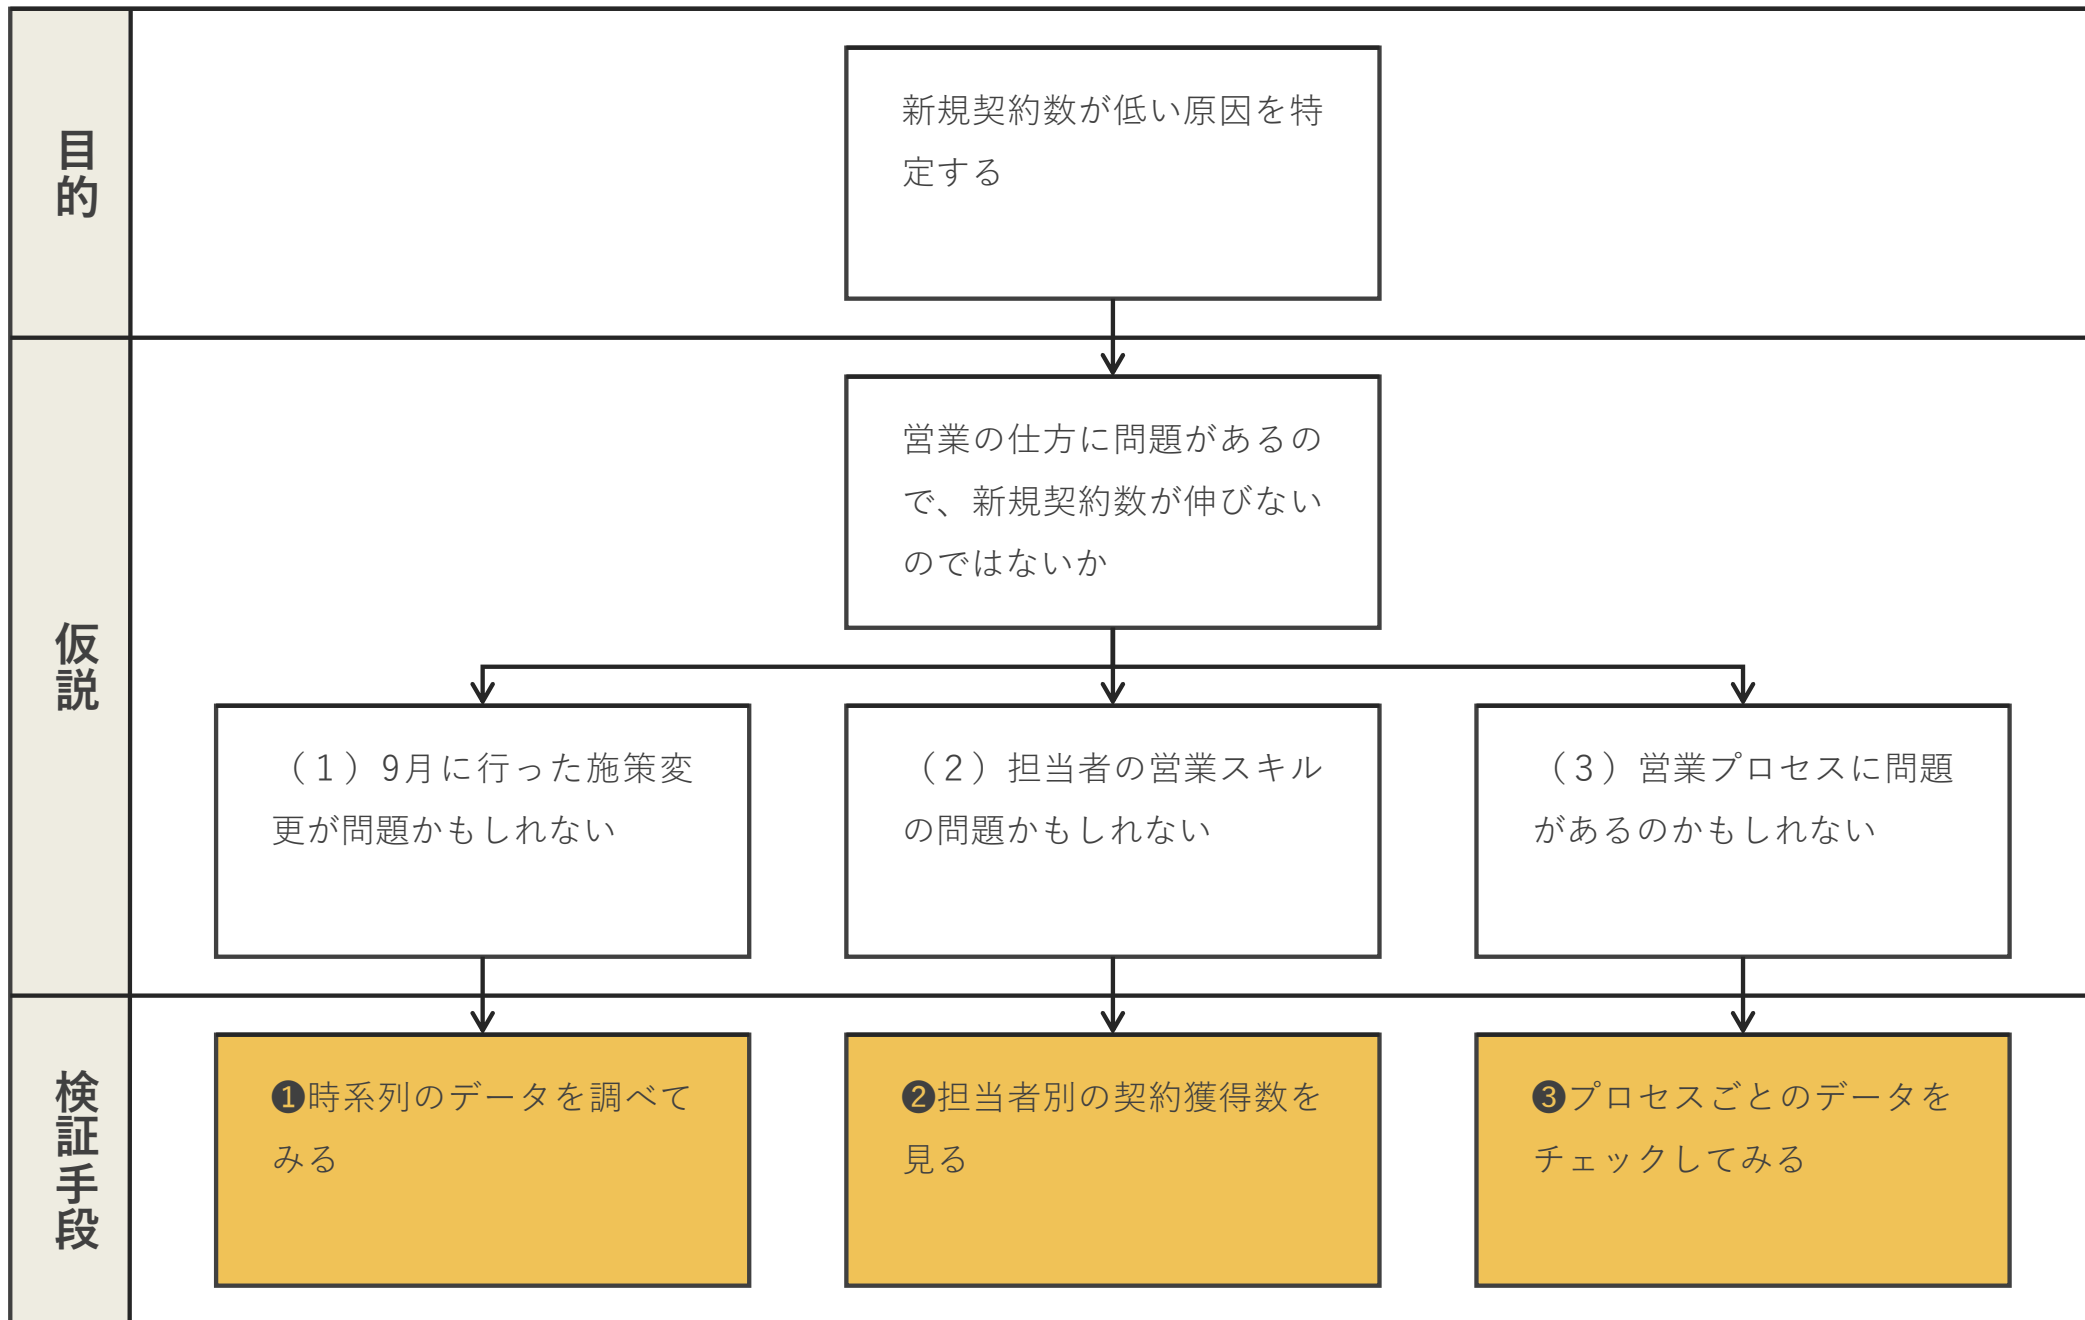 目的
新規契約数が低い原因を特
定する
仮説
営業の仕方に問題があるの
で、新規契約数が伸びない
のではないか
（１）9月に行った施策変
更が問題かもしれない
（２）担当者の営業スキル
の問題かもしれない
（３）営業プロセスに問題
があるのかもしれない
検証手段
❶時系列のデータを調べて
みる
❷担当者別の契約獲得数を
見る
❸プロセスごとのデータを
チェックしてみる